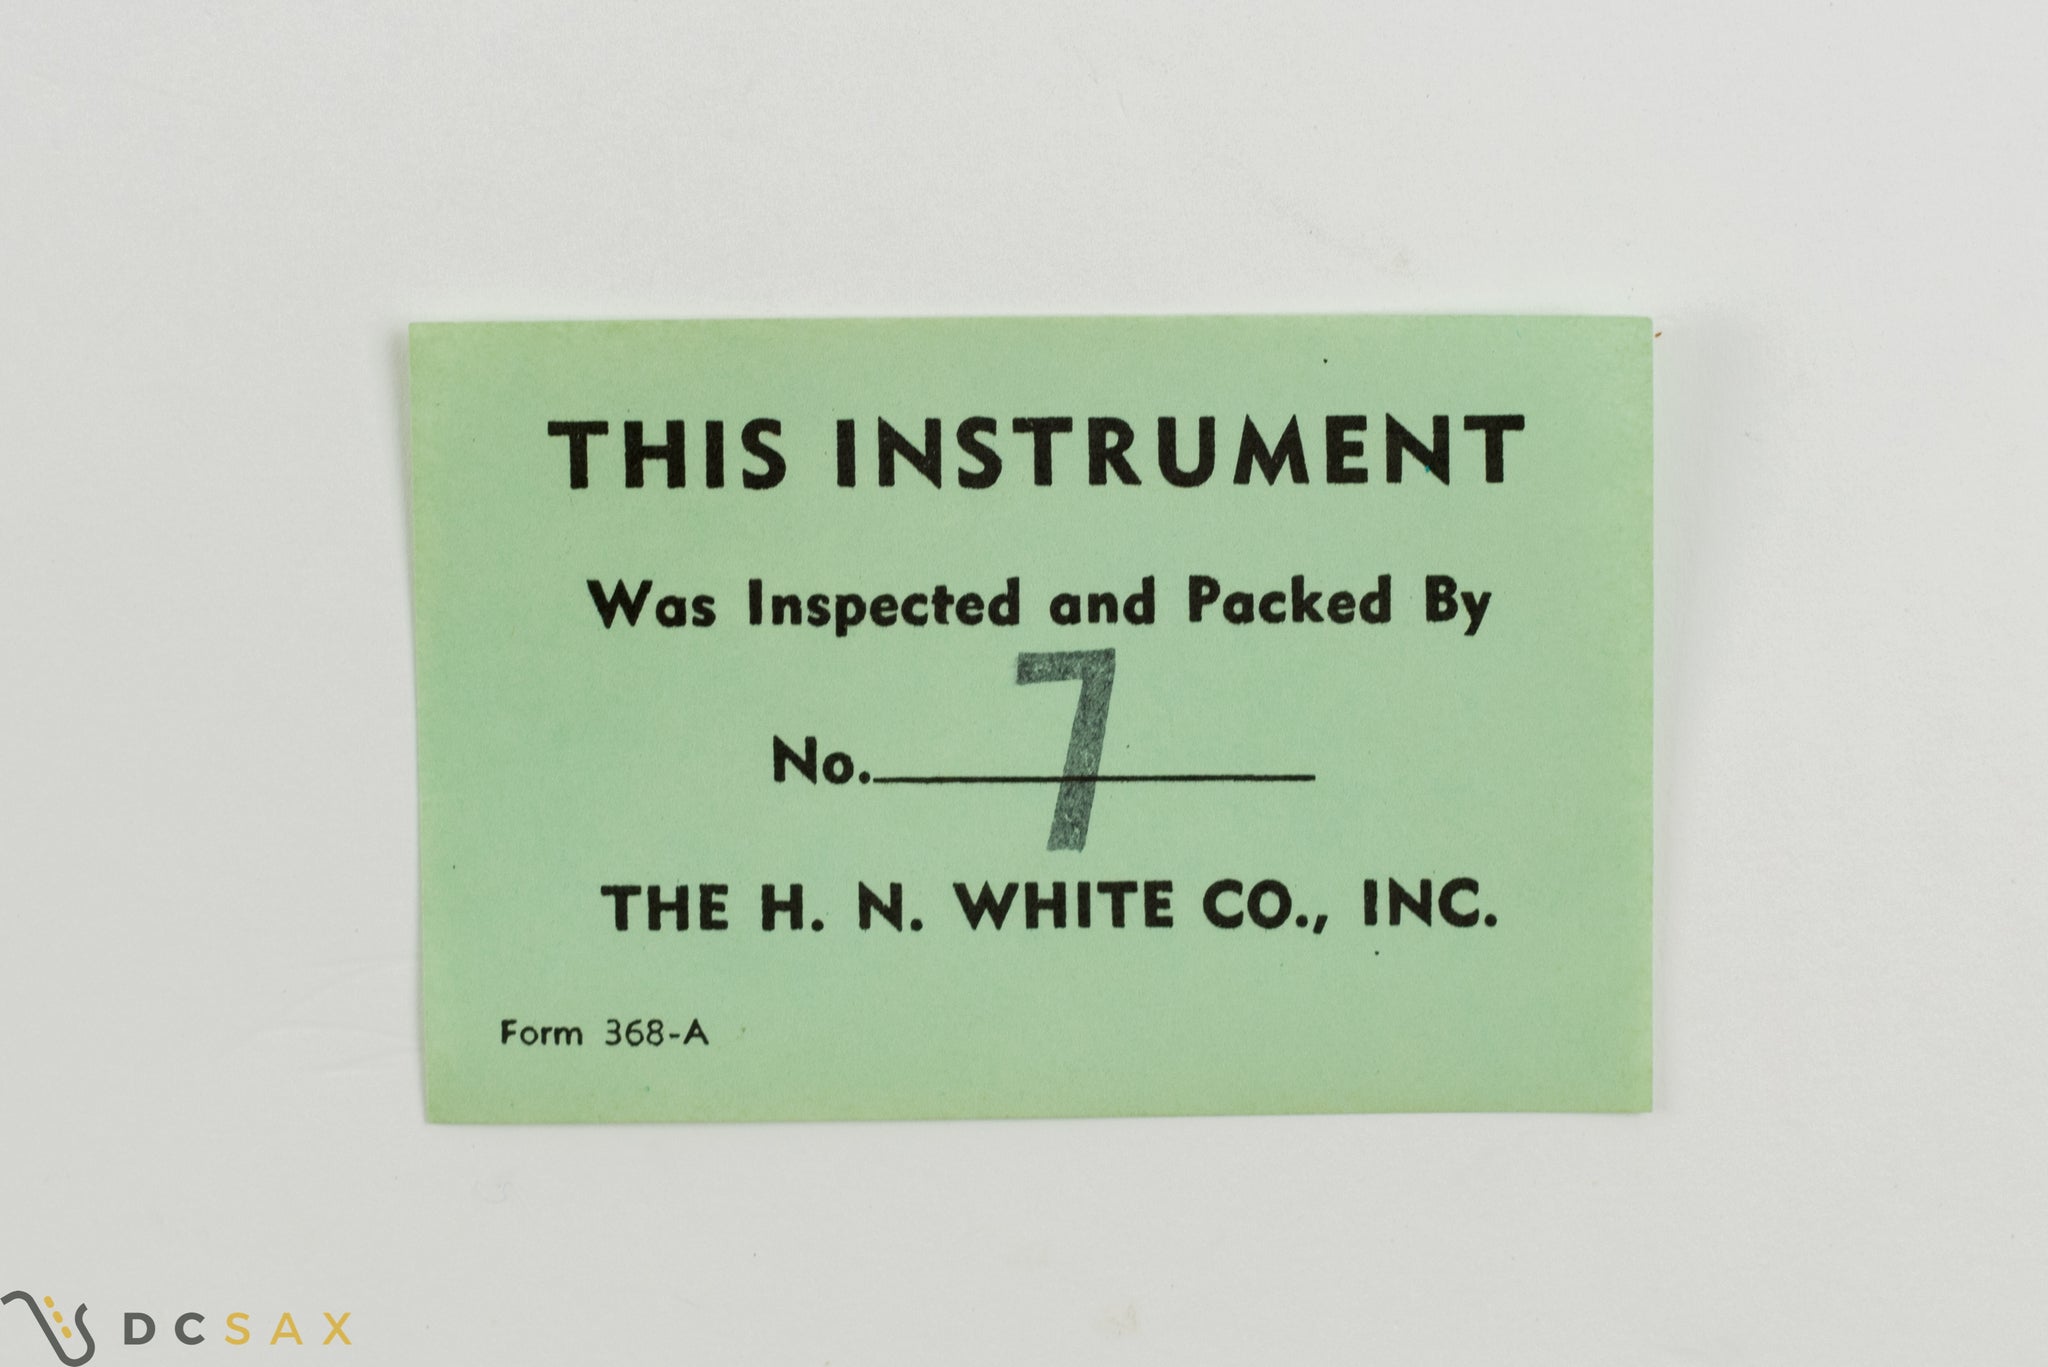 THIS INSTRUMENT
Was Inspected and Packed By
7
No.
THE H. N. WHITE CO., INC.
Form 368-A
DCSAX